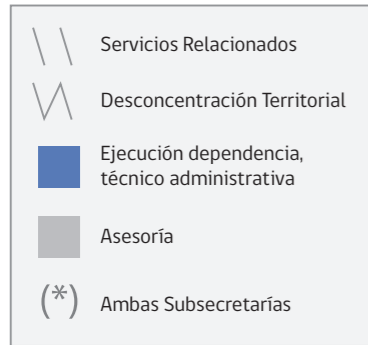 Servicios Relacionados
Desconcentración Territorial
Ejecución dependencia,
técnico administrativa
Asesoría
(*) Ambas Subsecretarías